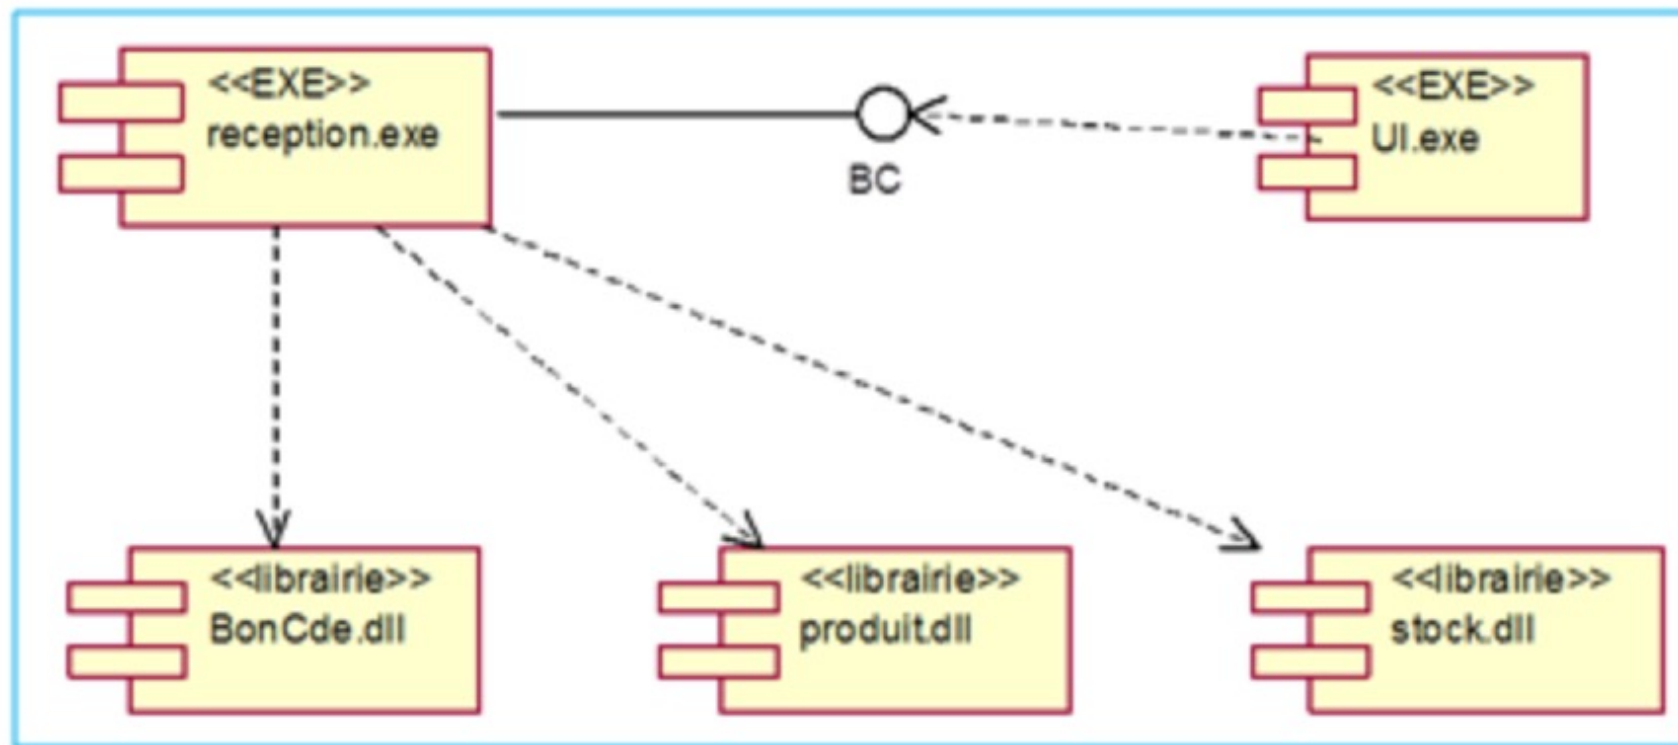 <<EXE>>
reception.exe
BC
<<EXE>>
UI.exe
<<librairie>>
BonCde.dll
<<librairie>>
produit.dll
<<librairie>>
stock.dll